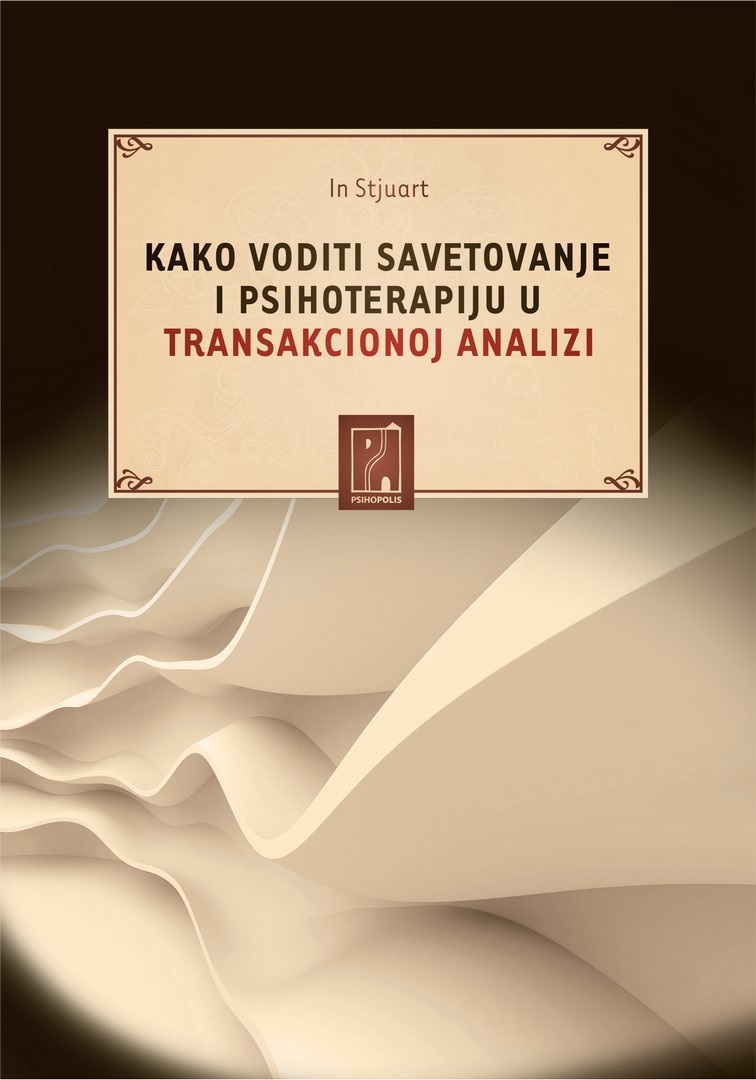 In Stjuart
KAKO VODITI SAVETOVANJE
I PSIHOTERAPIJU U
TRANSAKCIONOJ ANALIZI
PSIHOPOLIS